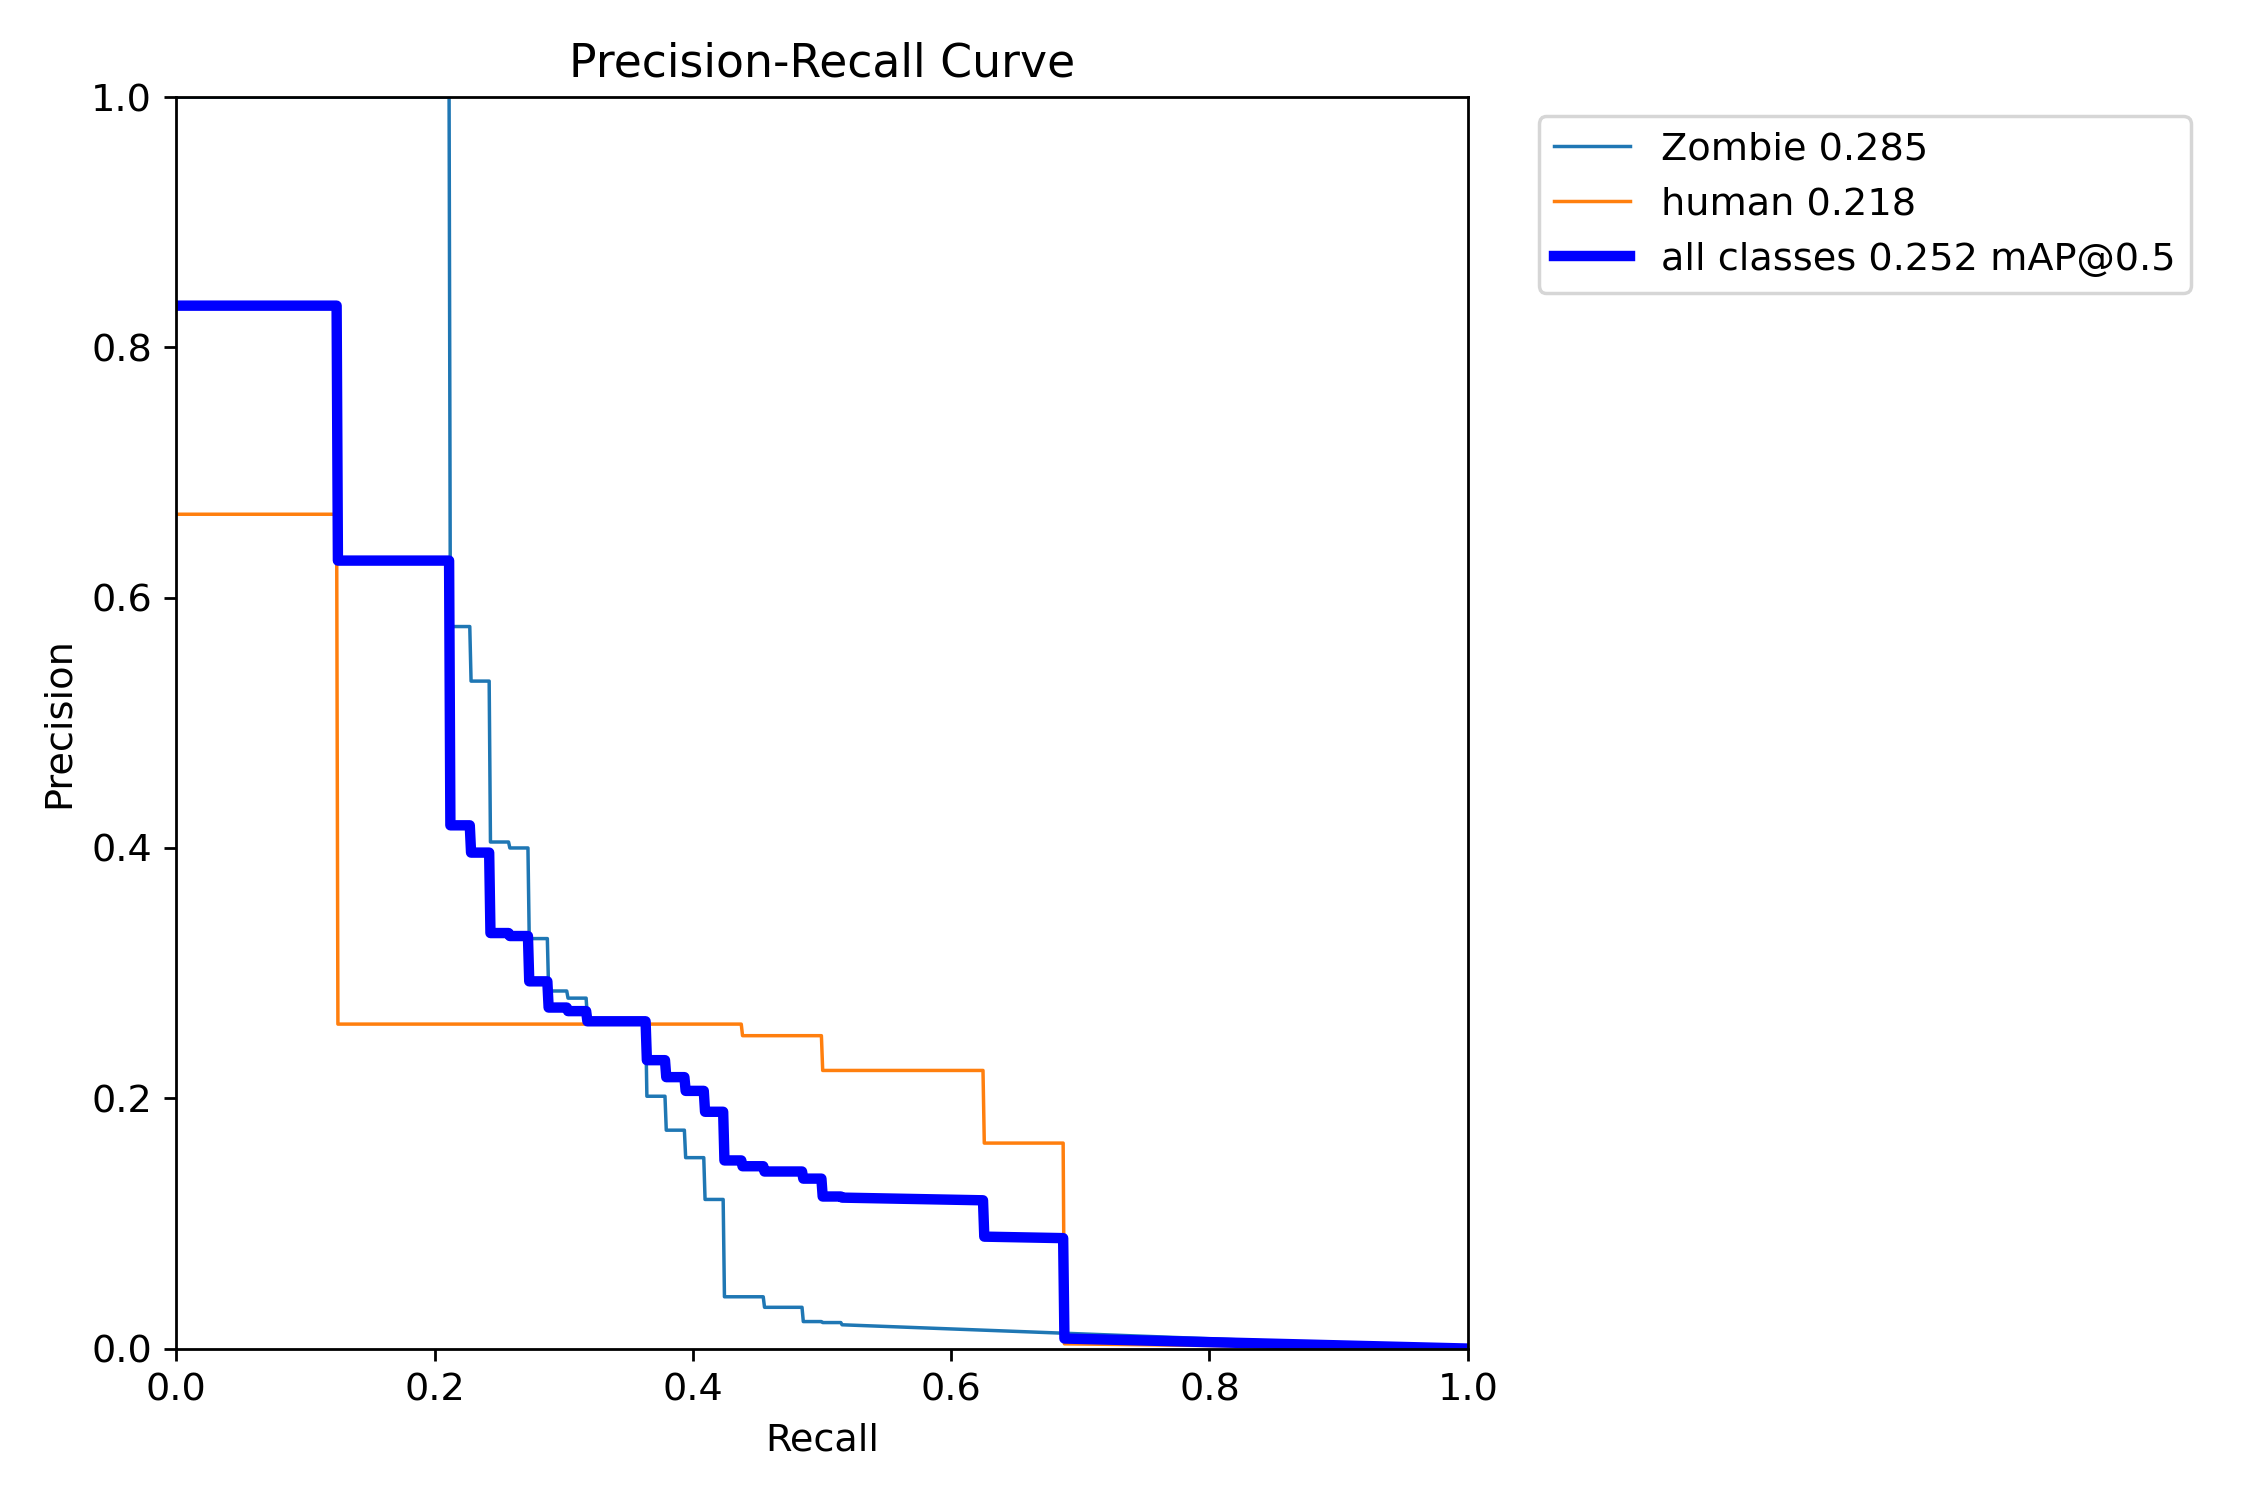 Precision-Recall Curve
1.0
0.8
0.6
0.4
0.2
0.0
Precision
0.0 0.2 0.4 0.6 0.8 1.0
Recall
Zombie 0.285
human 0.218
all classes 0.252 mAP@0.5